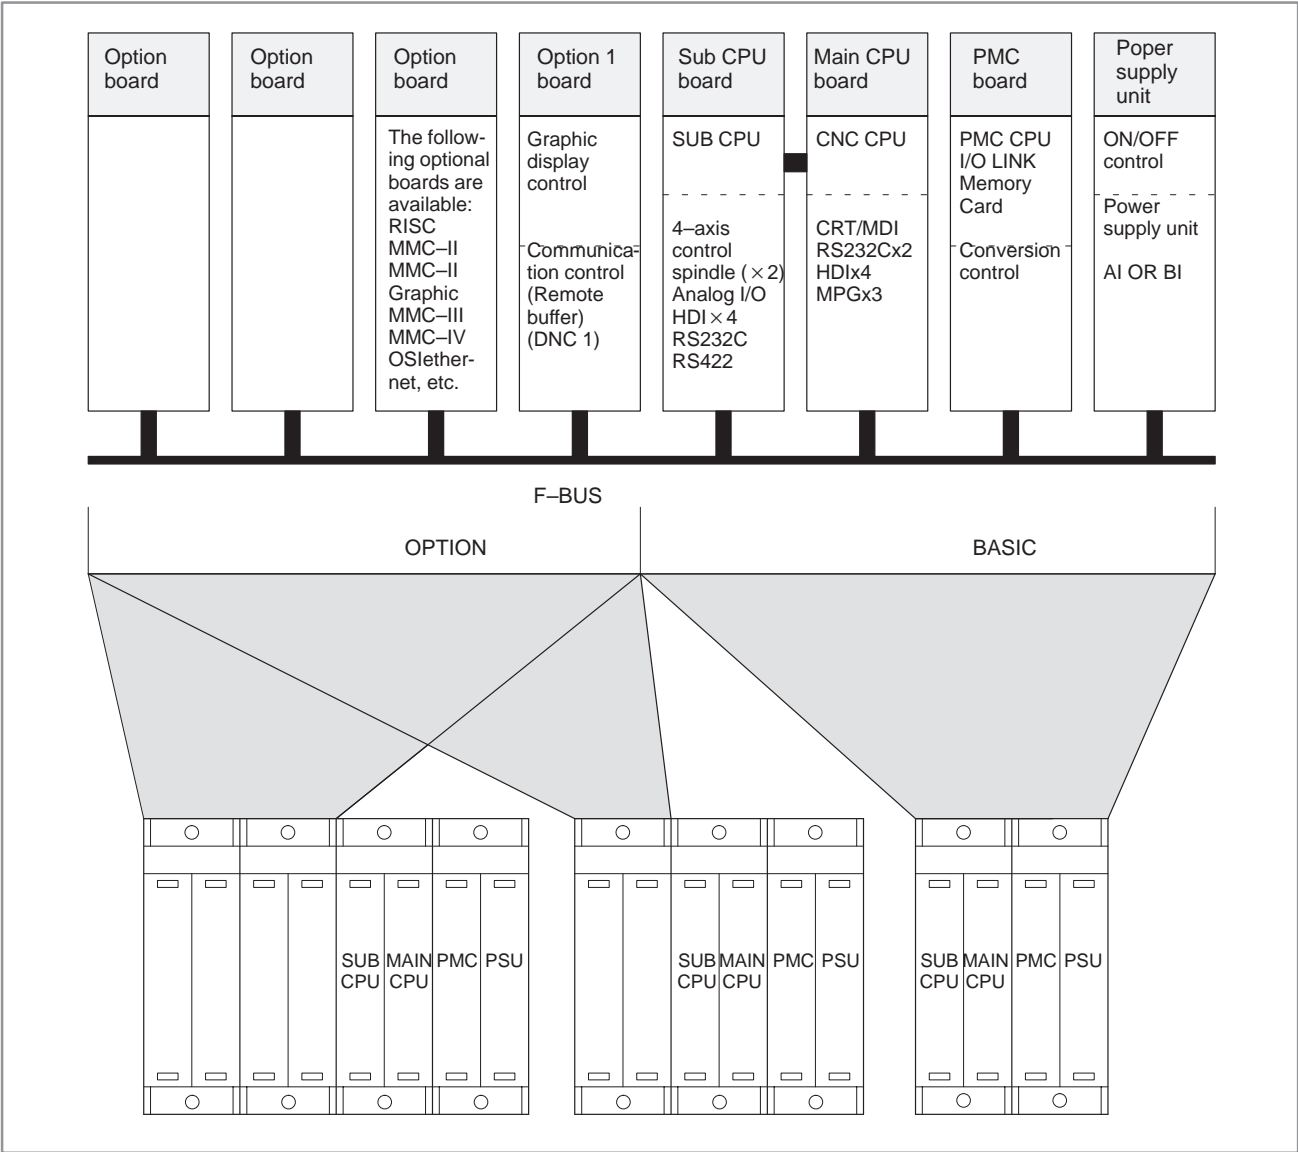 Option
board
Option
board
Option
board
Option 1
board
Sub CPU
board
Main CPU
board
PMC
board
Poper
supply
unit
The follow-
ing optional
boards are
available:
RISC
MMC–II
MMC–II
Graphic
MMC–III
MMC–IV
OSIether-
net, etc.
Graphic
display
control
Communica-
tion control
(Remote
buffer)
(DNC 1)
SUB CPU
4–axis
control
spindle (×2)
Analog I/O
HDI×4
RS232C
RS422
CNC CPU
CRT/MDI
RS232Cx2
HDIx4
MPGx3
PMC CPU
I/O LINK
Memory
Card
Conversion
control
ON/OFF
control
Power
supply unit
AI OR BI
F–BUS
OPTION
BASIC
SUB
CPU
MAIN
CPU
PMC
PSU
SUB
CPU
MAIN
CPU
PMC
PSU
SUB
CPU
MAIN
CPU
PMC
PSU